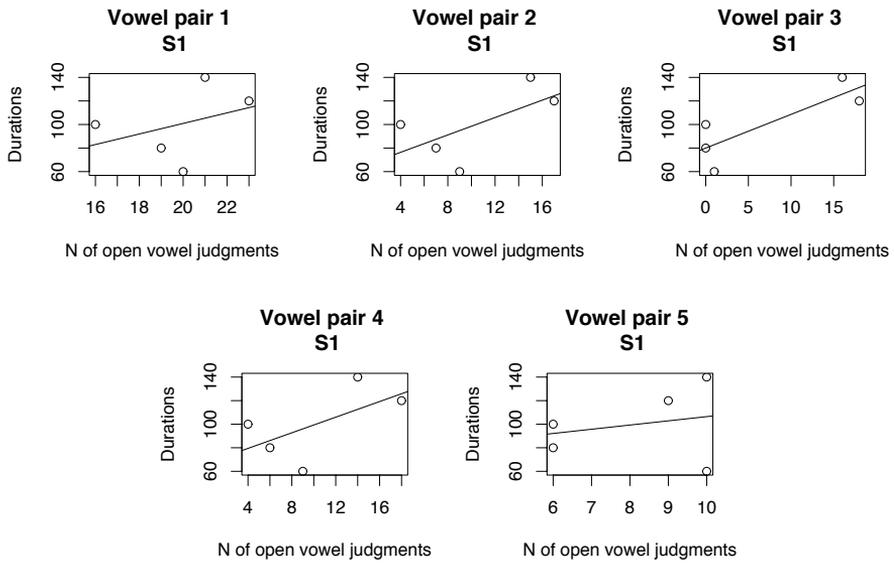 Vowel pair 1
S1
Durations
60 100 140
16 18 20 22
N of open vowel judgments
Vowel pair 2
S1
Durations
60 100 140
4 8 12 16
N of open vowel judgments
Vowel pair 3
S1
Durations
60 100 140
0 5 10 15
N of open vowel judgments
Vowel pair 4
S1
Durations
60 100 140
4 8 12 16
N of open vowel judgments
Vowel pair 5
S1
Durations
60 100 140
6 7 8 9 10
N of open vowel judgments